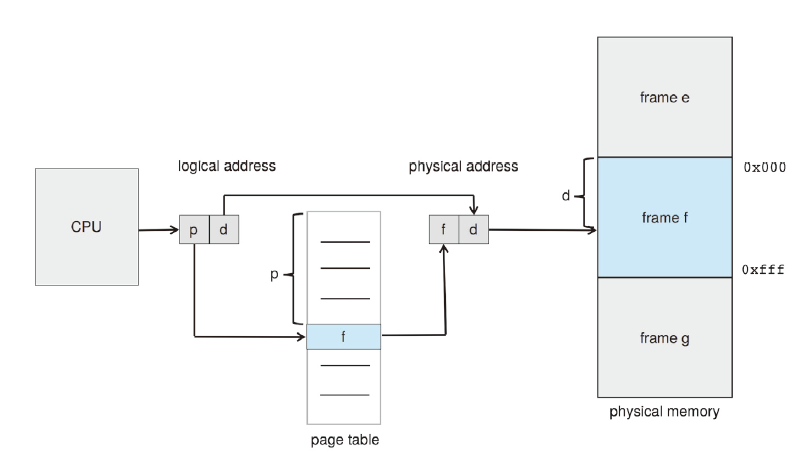 frame e
logical address
physical address
0x000
d
CPU
p d
f d
frame f
p
0xfff
f
frame g
physical memory
page table